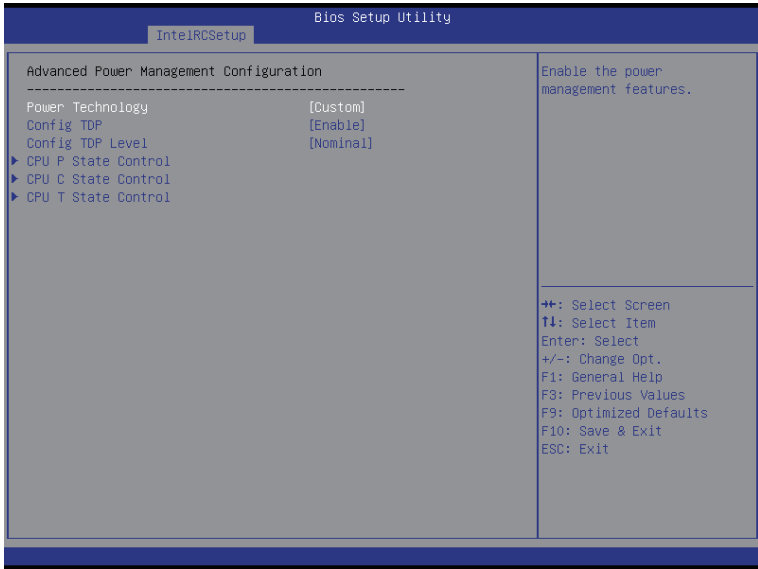 Bios Setup Utility
IntelRCSetup
Advanced Power Management Configuration
--------------------------------------------------
Power Technology [Custom]
Config TDP [Enable]
Config TDP Level [Nominal]
CPU P State Control
CPU C State Control
CPU T State Control
Enable the power
management features.
→←: Select Screen
↑↓: Select Item
Enter: Select
+/-: Change Opt.
F1: General Help
F3: Previous Values
F9: Optimized Defaults
F10: Save & Exit
ESC: Exit